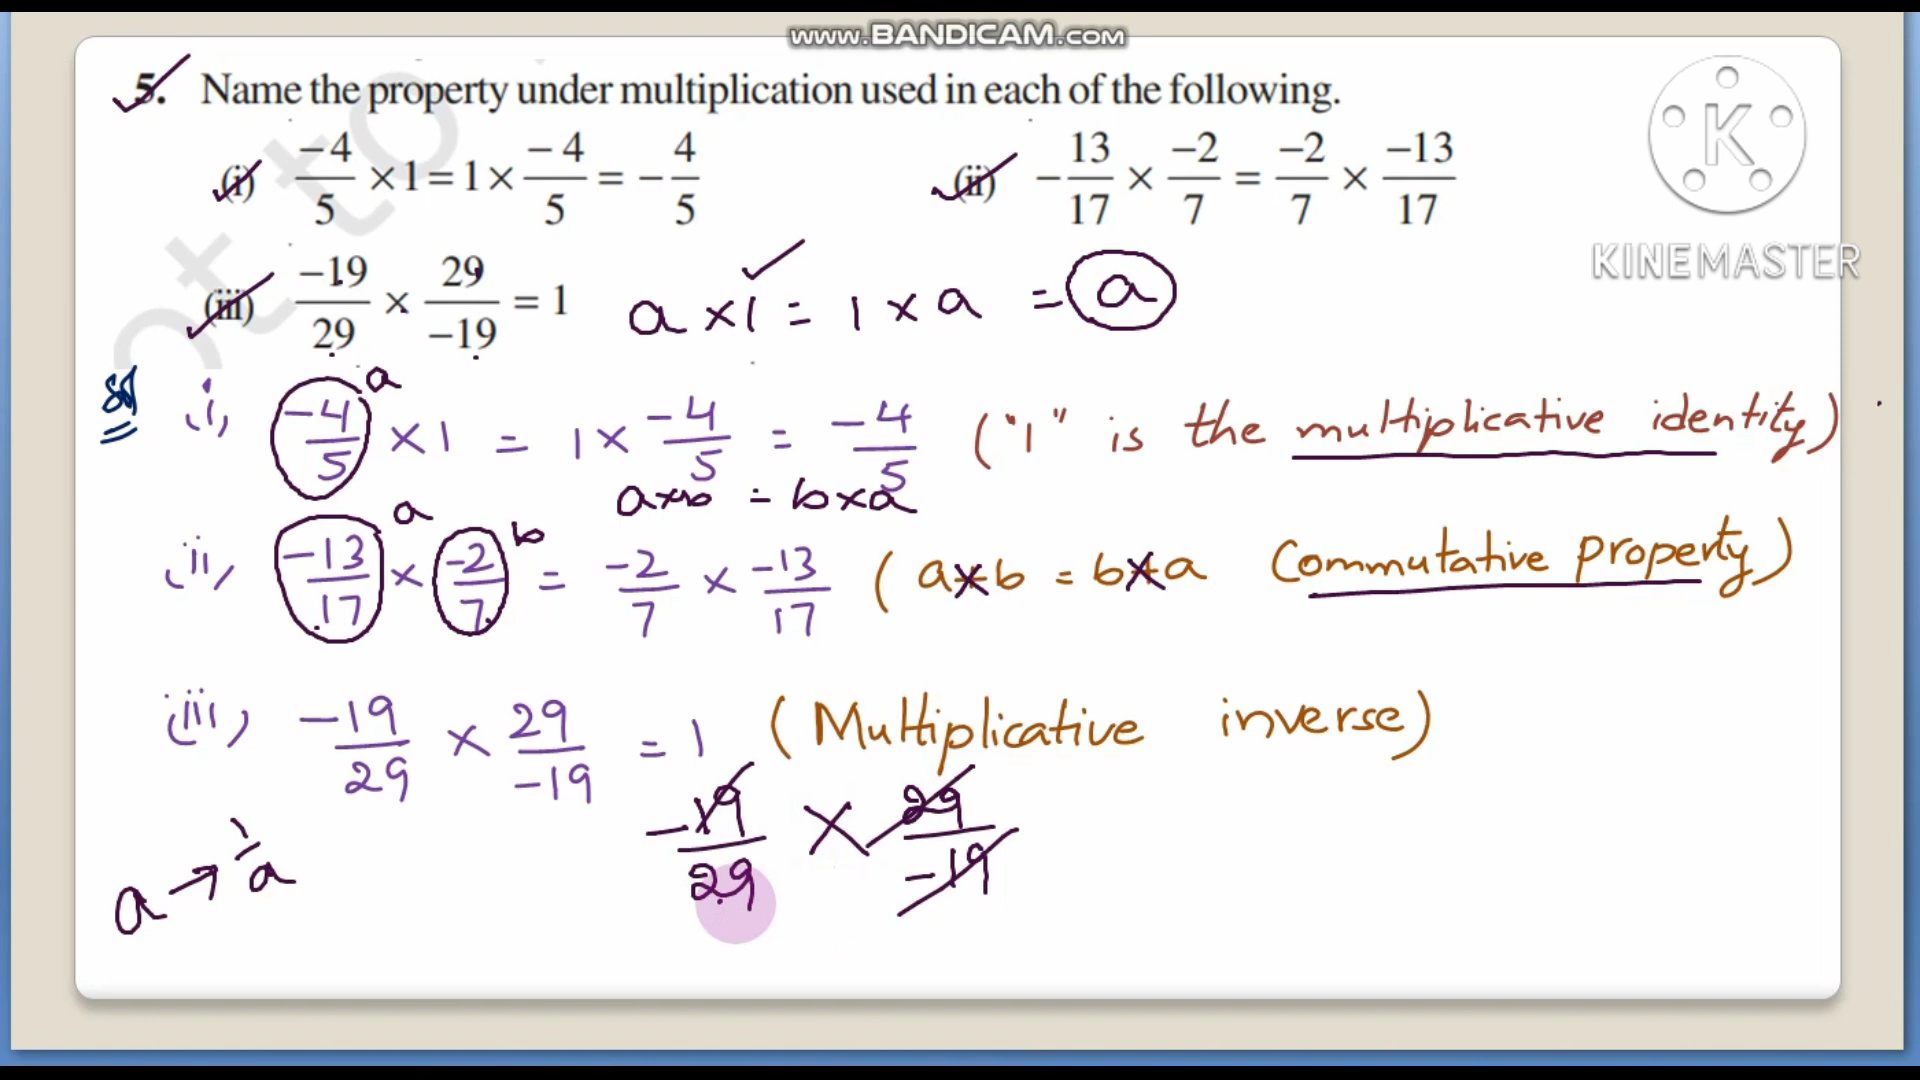 www.BANDICAM.com
5. Name the property under multiplication used in each of the following.
(i) -4/5 × 1 = 1 × -4/5 = -4/5
(ii) -13/17 × -2/7 = -2/7 × -13/17
K
KINEMASTER
(iii) -19/29 × 29/-19 = 1
a × 1 = 1 × a = a
Sol
i) -4/5 × 1 = 1 × -4/5 = -4/5 ("1" is the multiplicative identity)
a
a×b = b×a
ii) -13/17 × -2/7 = -2/7 × -13/17 (a×b = b×a Commutative property)
a b
iii) -19/29 × 29/-19 = 1 (Multiplicative inverse)
-19/29 × 29/-19
a → 1/a